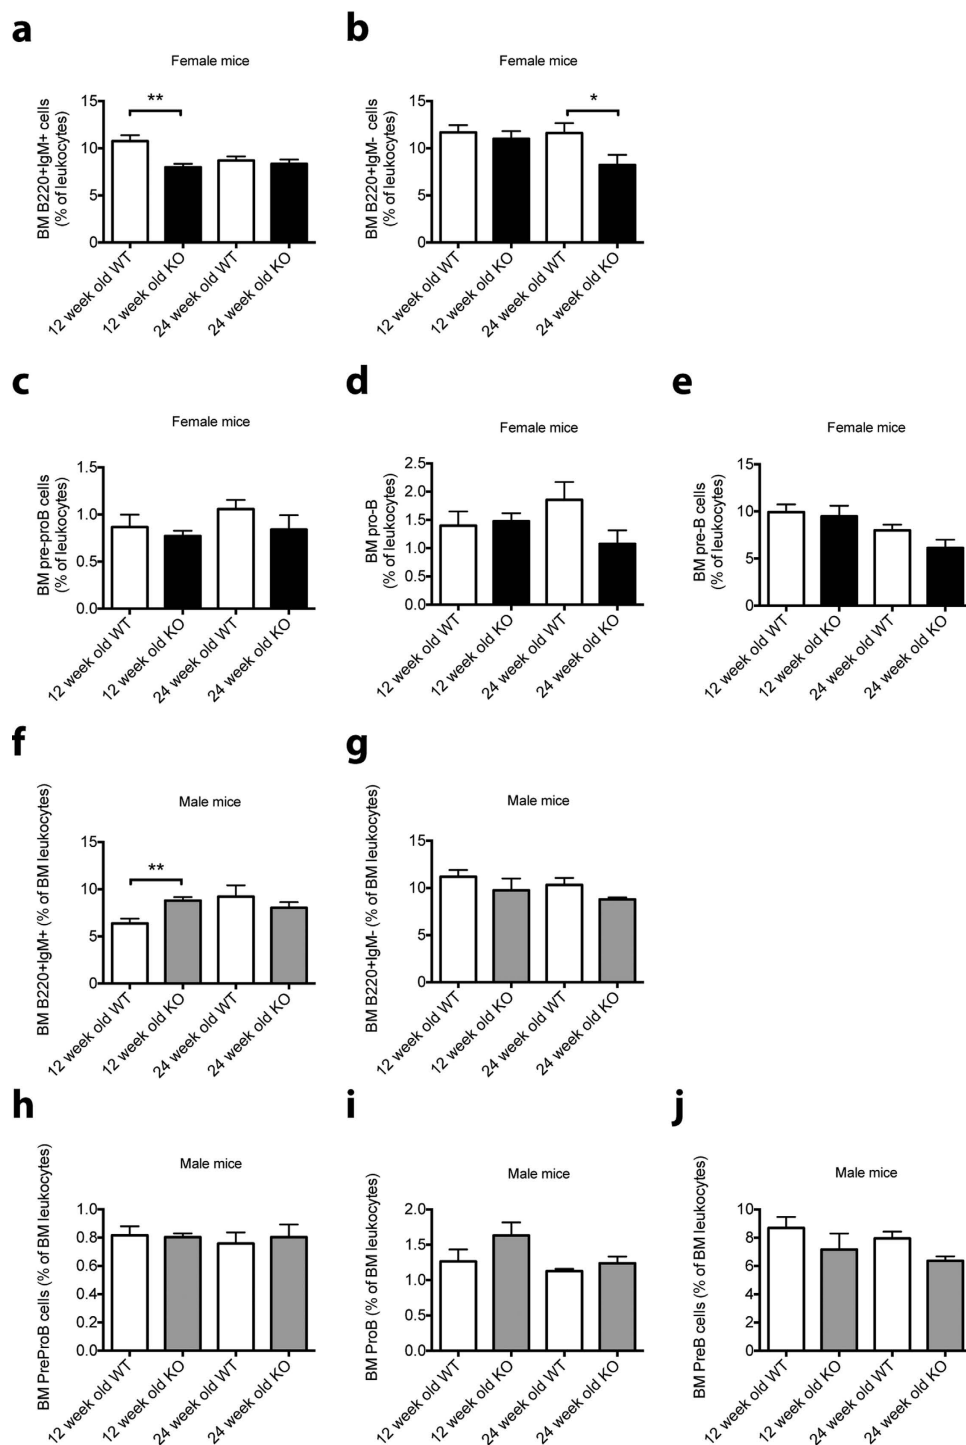 a
Female mice
BM B220+IgM+ cells
(% of leukocytes)
15
10
5
0
**
12 week old WT
12 week old KO
24 week old WT
24 week old KO
b
Female mice
BM B220+IgM- cells
(% of leukocytes)
15
10
5
0
*
12 week old WT
12 week old KO
24 week old WT
24 week old KO
c
Female mice
BM pre-proB cells
(% of leukocytes)
1.5
1.0
0.5
0.0
12 week old WT
12 week old KO
24 week old WT
24 week old KO
d
Female mice
BM pro-B
(% of leukocytes)
2.5
2.0
1.5
1.0
0.5
0.0
12 week old WT
12 week old KO
24 week old WT
24 week old KO
e
Female mice
BM pre-B cells
(% of leukocytes)
15
10
5
0
12 week old WT
12 week old KO
24 week old WT
24 week old KO
f
Male mice
BM B220+IgM+ (% of BM leukocytes)
15
10
5
0
**
12 week old WT
12 week old KO
24 week old WT
24 week old KO
g
Male mice
BM B220+IgM- (% of BM leukocytes)
15
10
5
0
12 week old WT
12 week old KO
24 week old WT
24 week old KO
h
Male mice
BM PreProB cells (% of BM leukocytes)
1.0
0.8
0.6
0.4
0.2
0.0
12 week old WT
12 week old KO
24 week old WT
24 week old KO
i
Male mice
BM ProB (% of BM leukocytes)
2.0
1.5
1.0
0.5
0.0
12 week old WT
12 week old KO
24 week old WT
24 week old KO
j
Male mice
BM PreB cells (% of BM leukocytes)
10
8
6
4
2
0
12 week old WT
12 week old KO
24 week old WT
24 week old KO